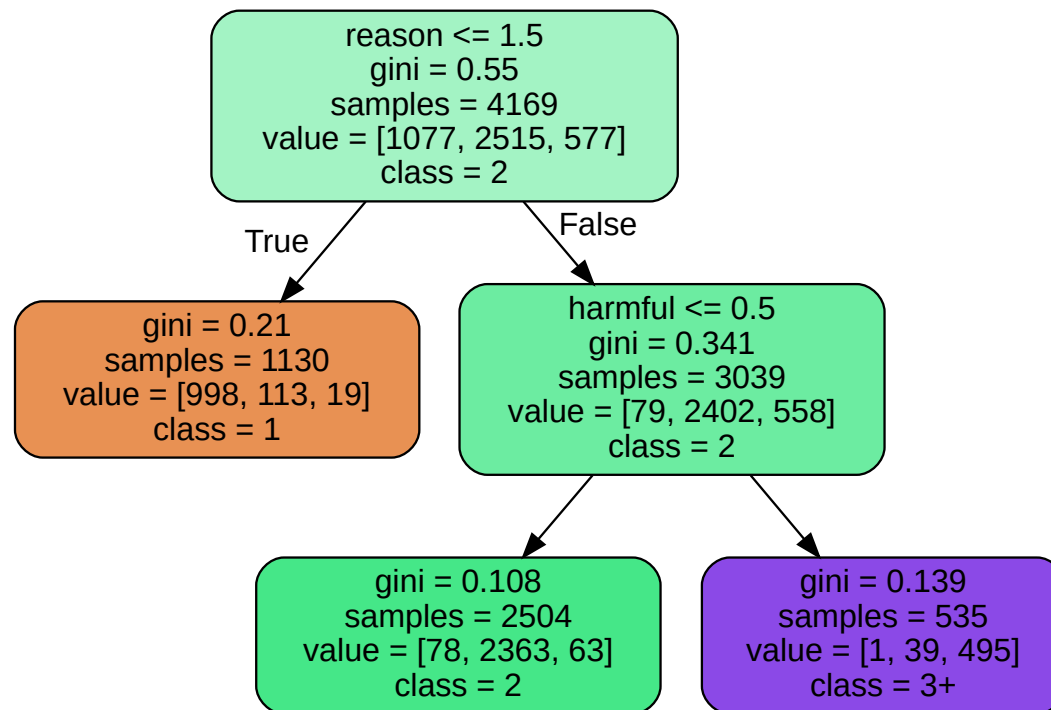 reason <= 1.5
gini = 0.55
samples = 4169
value = [1077, 2515, 577]
class = 2
True
False
gini = 0.21
samples = 1130
value = [998, 113, 19]
class = 1
harmful <= 0.5
gini = 0.341
samples = 3039
value = [79, 2402, 558]
class = 2
gini = 0.108
samples = 2504
value = [78, 2363, 63]
class = 2
gini = 0.139
samples = 535
value = [1, 39, 495]
class = 3+